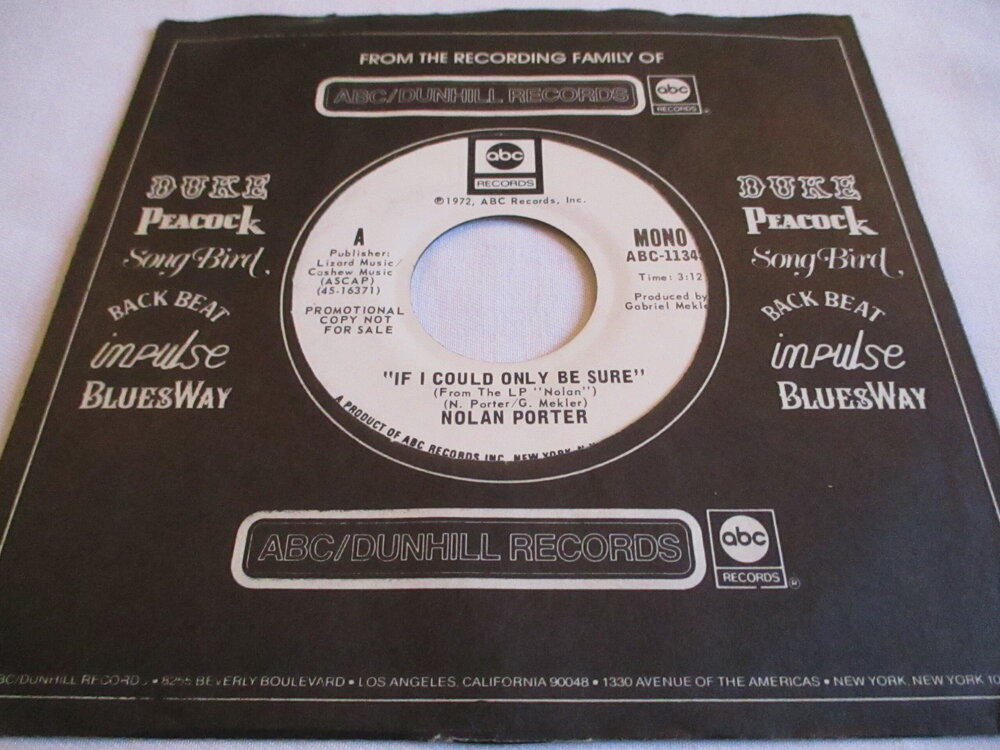 FROM THE RECORDING FAMILY OF
ABC/DUNHILL RECORDS
abc
RECORDS
DUKE
PEACOCK
Song Bird
BACK BEAT
impulse
BLUESWAY
abc
RECORDS
℗1972, ABC Records, Inc.
A
Publisher:
Lizard Music/
Cashew Music
(ASCAP)
(45-16371)
PROMOTIONAL
COPY NOT
FOR SALE
MONO
ABC-1134
Time: 3:12
Produced by
Gabriel Mekle
"IF I COULD ONLY BE SURE"
(From The LP "Nolan")
(N. Porter/G. Mekler)
NOLAN PORTER
A PRODUCT OF ABC RECORDS INC. NEW YORK, N.Y.
DUKE
PEACOCK
Song Bird
BACK BEAT
impulse
BLUESWAY
ABC/DUNHILL RECORDS
abc
RECORDS
®
BC/DUNHILL RECORD • 8255 BEVERLY BOULEVARD • LOS ANGELES, CALIFORNIA 90048 • 1330 AVENUE OF THE AMERICAS • NEW YORK, NEW YORK 10